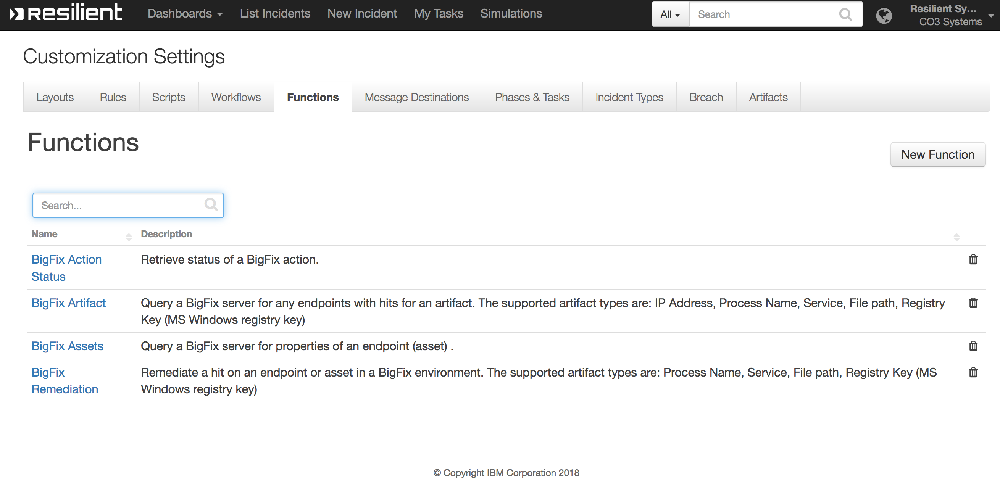 resilient Dashboards List Incidents New Incident My Tasks Simulations All Search Resilient Sy...
CO3 Systems
Customization Settings
Layouts Rules Scripts Workflows Functions Message Destinations Phases & Tasks Incident Types Breach Artifacts
Functions
New Function
Search...
Name Description
BigFix Action Retrieve status of a BigFix action.
Status
BigFix Artifact Query a BigFix server for any endpoints with hits for an artifact. The supported artifact types are: IP Address, Process Name, Service, File path, Registry
Key (MS Windows registry key)
BigFix Assets Query a BigFix server for properties of an endpoint (asset) .
BigFix Remediate a hit on an endpoint or asset in a BigFix environment. The supported artifact types are: Process Name, Service, File path, Registry Key (MS
Remediation Windows registry key)
© Copyright IBM Corporation 2018